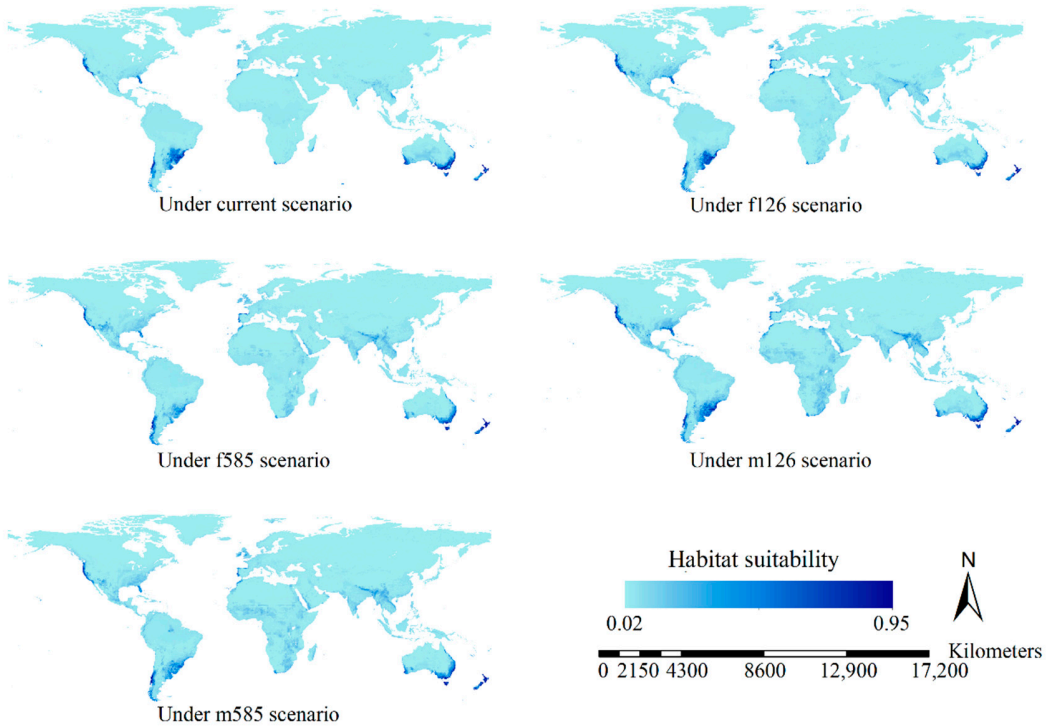 Under current scenario
Under f126 scenario
Under f585 scenario
Under m126 scenario
Under m585 scenario
Habitat suitability
0.02 0.95
N
Kilometers
0 2150 4300 8600 12,900 17,200